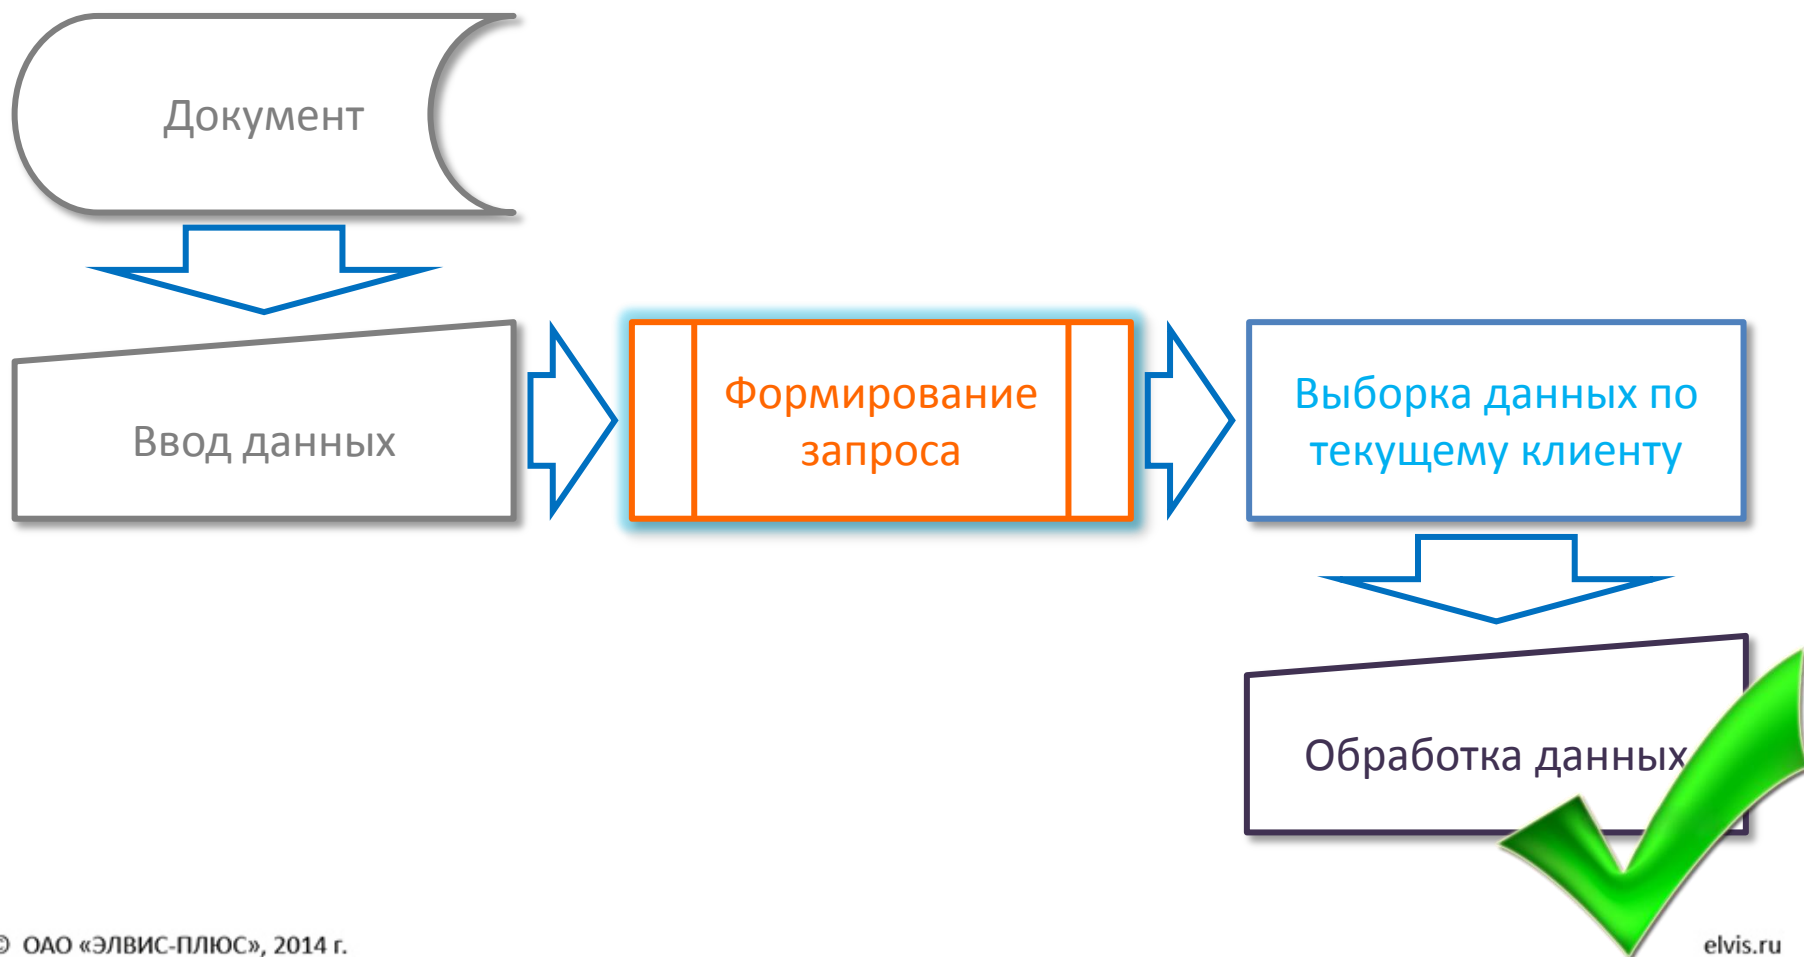 Документ
Ввод данных
Формирование
запроса
Выборка данных по
текущему клиенту
Обработка данных
© ОАО «ЭЛВИС-ПЛЮС», 2014 г.
elvis.ru